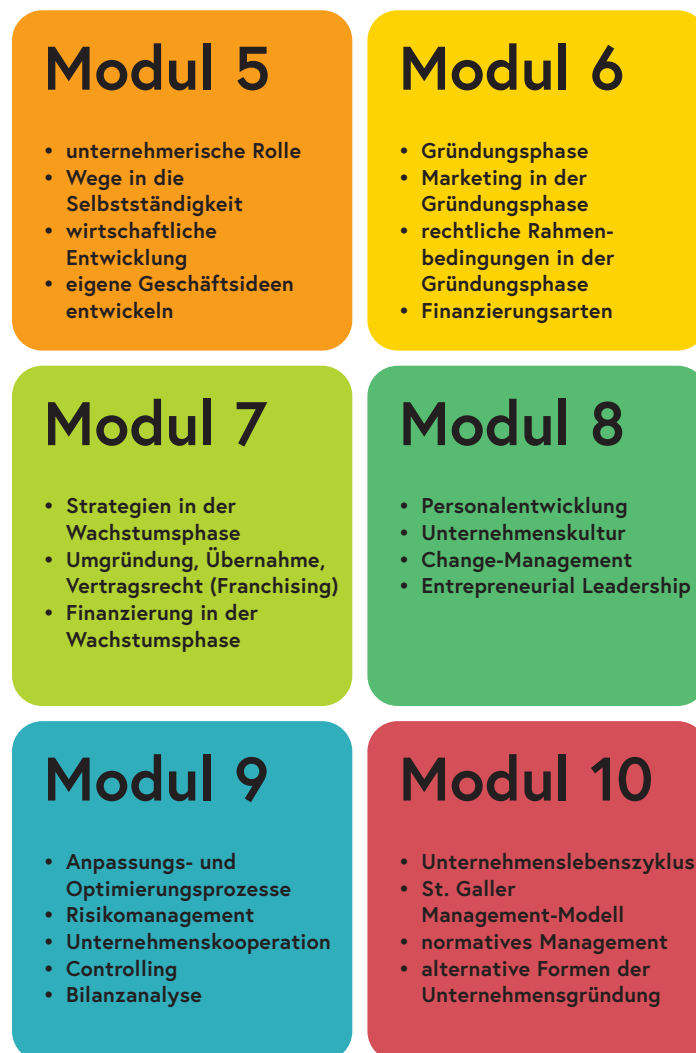 Modul 5
• unternehmerische Rolle
• Wege in die
Selbstständigkeit
• wirtschaftliche
Entwicklung
• eigene Geschäftsideen
entwickeln
Modul 6
• Gründungsphase
• Marketing in der
Gründungsphase
• rechtliche Rahmen-
bedingungen in der
Gründungsphase
• Finanzierungsarten
Modul 7
• Strategien in der
Wachstumsphase
• Umgründung, Übernahme,
Vertragsrecht (Franchising)
• Finanzierung in der
Wachstumsphase
Modul 8
• Personalentwicklung
• Unternehmenskultur
• Change-Management
• Entrepreneurial Leadership
Modul 9
• Anpassungs- und
Optimierungsprozesse
• Risikomanagement
• Unternehmenskooperation
• Controlling
• Bilanzanalyse
Modul 10
• Unternehmenslebenszyklus
• St. Galler
Management-Modell
• normatives Management
• alternative Formen der
Unternehmensgründung